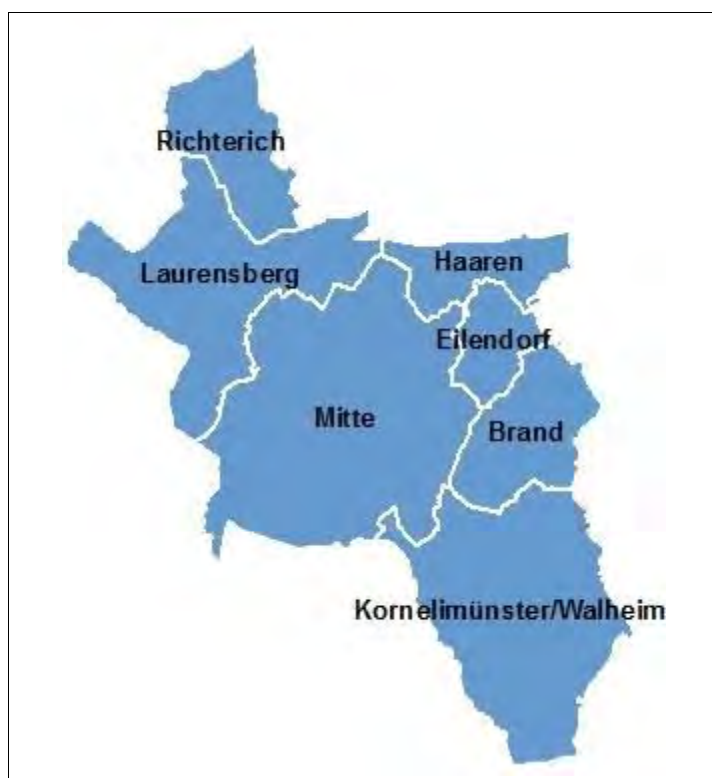 Richterich
Laurensberg
Haaren
Eilendorf
Mitte
Brand
Kornelimünster/Walheim